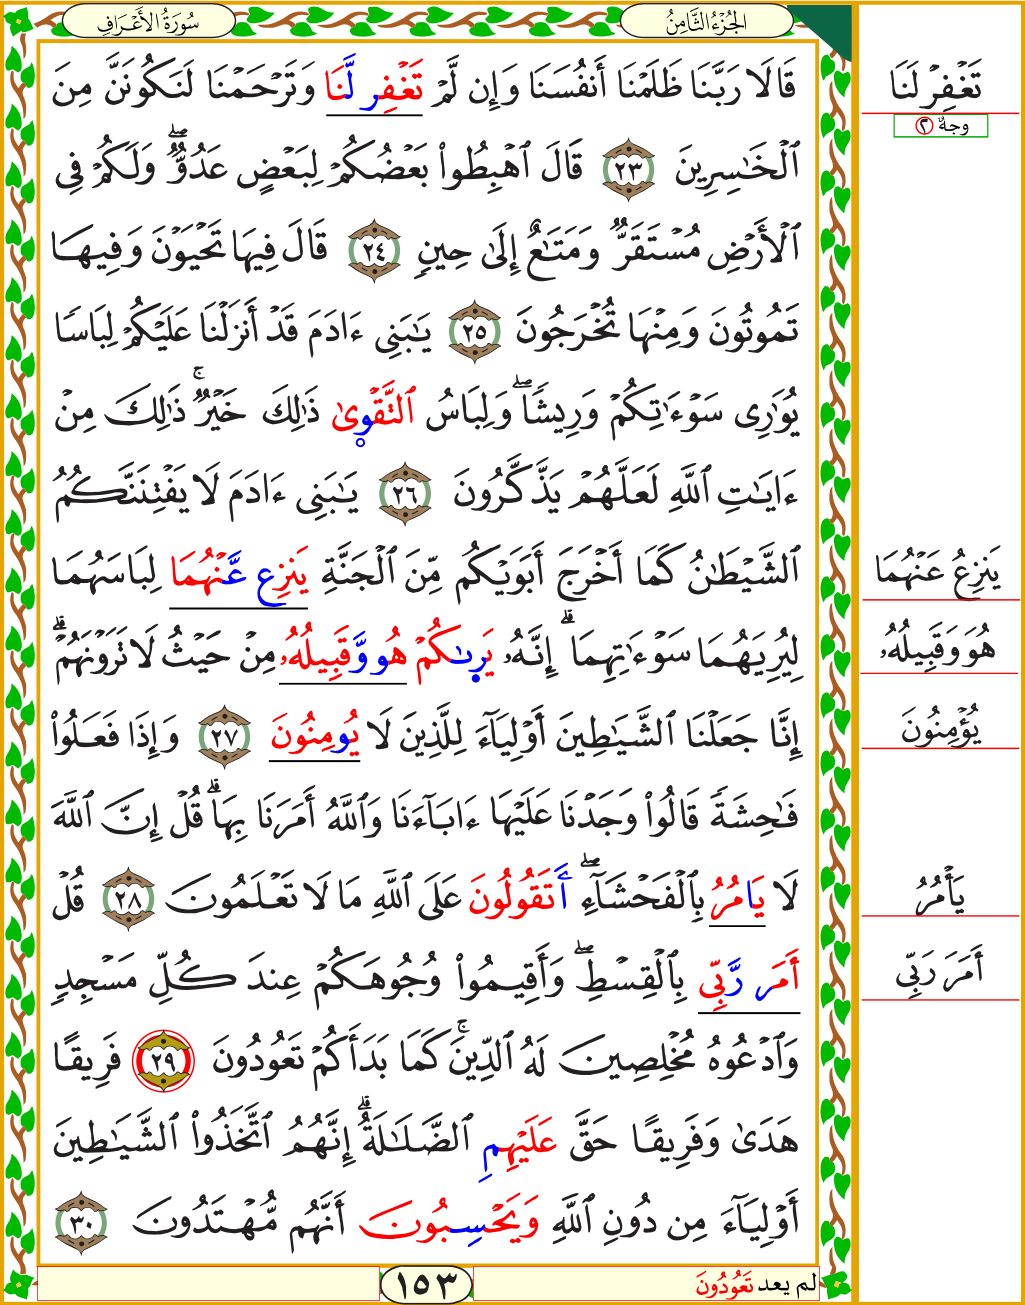 سُورَةُ الأَعْرَافِ
الجُزْءُ الثَّامِنُ
قَالَا رَبَّنَا ظَلَمْنَا أَنفُسَنَا وَإِن لَّمْ تَغْفِر لَّنَا وَتَرْحَمْنَا لَنَكُونَنَّ مِنَ
ٱلْخَٰسِرِينَ ٢٣ قَالَ ٱهْبِطُوا۟ بَعْضُكُمْ لِبَعْضٍ عَدُوٌّۖ وَلَكُمْ فِى
ٱلْأَرْضِ مُسْتَقَرٌّ وَمَتَٰعٌ إِلَىٰ حِينٍ ٢٤ قَالَ فِيهَا تَحْيَوْنَ وَفِيهَا
تَمُوتُونَ وَمِنْهَا تُخْرَجُونَ ٢٥ يَٰبَنِى ءَادَمَ قَدْ أَنزَلْنَا عَلَيْكُمْ لِبَاسًا
يُوَٰرِى سَوْءَٰتِكُمْ وَرِيشًاۖ وَلِبَاسُ ٱلتَّقْوىٰ ذَٰلِكَ خَيْرٌۚ ذَٰلِكَ مِنْ
ءَايَٰتِ ٱللَّهِ لَعَلَّهُمْ يَذَّكَّرُونَ ٢٦ يَٰبَنِى ءَادَمَ لَا يَفْتِنَنَّكُمُ
ٱلشَّيْطَٰنُ كَمَا أَخْرَجَ أَبَوَيْكُم مِّنَ ٱلْجَنَّةِ يَنزِع عَّنْهُمَا لِبَاسَهُمَا
لِيُرِيَهُمَا سَوْءَٰتِهِمَاۗ إِنَّهُۥ يَرىٰكُمْ هُو وَّقَبِيلُهُۥ مِنْ حَيْثُ لَا تَرَوْنَهُمْۗ
إِنَّا جَعَلْنَا ٱلشَّيَٰطِينَ أَوْلِيَآءَ لِلَّذِينَ لَا يُومِنُونَ ٢٧ وَإِذَا فَعَلُوا۟
فَٰحِشَةً قَالُوا۟ وَجَدْنَا عَلَيْهَا ءَابَآءَنَا وَٱللَّهُ أَمَرَنَا بِهَاۗ قُلْ إِنَّ ٱللَّهَ
لَا يَامُرُ بِٱلْفَحْشَآءِۖ أَتَقُولُونَ عَلَى ٱللَّهِ مَا لَا تَعْلَمُونَ ٢٨ قُلْ
أَمَر رَّبِّى بِٱلْقِسْطِۖ وَأَقِيمُوا۟ وُجُوهَكُمْ عِندَ كُلِّ مَسْجِدٍ
وَٱدْعُوهُ مُخْلِصِينَ لَهُ ٱلدِّينَۚ كَمَا بَدَأَكُمْ تَعُودُونَ ٢٩ فَرِيقًا
هَدَىٰ وَفَرِيقًا حَقَّ عَلَيْهِمِ ٱلضَّلَٰلَةُۗ إِنَّهُمُ ٱتَّخَذُوا۟ ٱلشَّيَٰطِينَ
أَوْلِيَآءَ مِن دُونِ ٱللَّهِ وَيَحْسِبُونَ أَنَّهُم مُّهْتَدُونَ ٣٠
تَغْفِرْ لَنَا
وجهٌ ٢
يَنزِعُ عَنْهُمَا
هُوَ وَقَبِيلُهُۥ
يُؤْمِنُونَ
يَأْمُرُ
أَمَرَ رَبِّى
١٥٣
لم يعد تَعُودُونَ